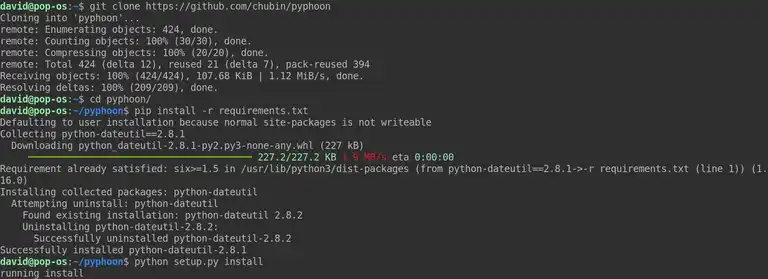 david@pop-os:~$ git clone https://github.com/chubin/pyphoon
Cloning into 'pyphoon'...
remote: Enumerating objects: 424, done.
remote: Counting objects: 100% (30/30), done.
remote: Compressing objects: 100% (20/20), done.
remote: Total 424 (delta 12), reused 21 (delta 7), pack-reused 394
Receiving objects: 100% (424/424), 107.68 KiB | 1.12 MiB/s, done.
Resolving deltas: 100% (209/209), done.
david@pop-os:~$ cd pyphoon/
david@pop-os:~/pyphoon$ pip install -r requirements.txt
Defaulting to user installation because normal site-packages is not writeable
Collecting python-dateutil==2.8.1
  Downloading python_dateutil-2.8.1-py2.py3-none-any.whl (227 kB)
227.2/227.2 KB 1.9 MB/s eta 0:00:00
Requirement already satisfied: six>=1.5 in /usr/lib/python3/dist-packages (from python-dateutil==2.8.1->-r requirements.txt (line 1)) (1.
16.0)
Installing collected packages: python-dateutil
  Attempting uninstall: python-dateutil
    Found existing installation: python-dateutil 2.8.2
    Uninstalling python-dateutil-2.8.2:
      Successfully uninstalled python-dateutil-2.8.2
Successfully installed python-dateutil-2.8.1
david@pop-os:~/pyphoon$ python setup.py install
running install